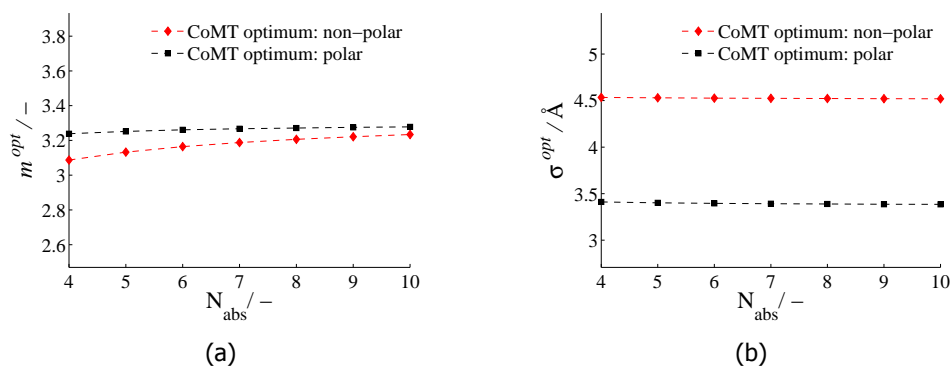 3.8
3.6
3.4
3.2
3
2.8
2.6
m^opt / −
CoMT optimum: non−polar
CoMT optimum: polar
4 5 6 7 8 9 10
N_abs / −
(a)
5
4.5
4
3.5
3
σ^opt / Å
CoMT optimum: non−polar
CoMT optimum: polar
4 5 6 7 8 9 10
N_abs / −
(b)